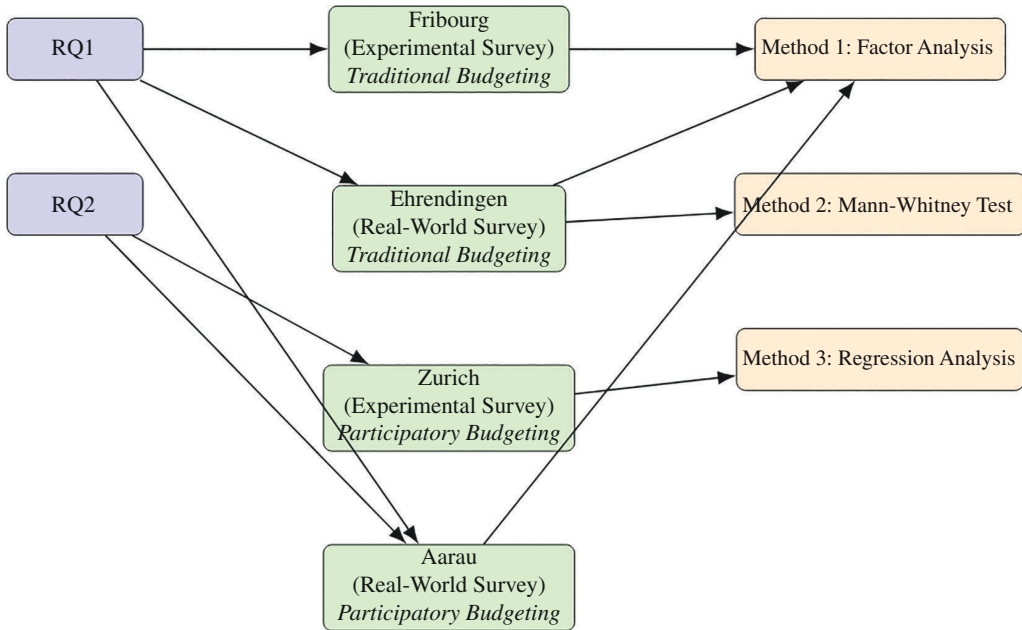 RQ1
Fribourg
(Experimental Survey)
Traditional Budgeting
Method 1: Factor Analysis
RQ2
Ehrendingen
(Real-World Survey)
Traditional Budgeting
Method 2: Mann-Whitney Test
Zurich
(Experimental Survey)
Participatory Budgeting
Method 3: Regression Analysis
Aarau
(Real-World Survey)
Participatory Budgeting